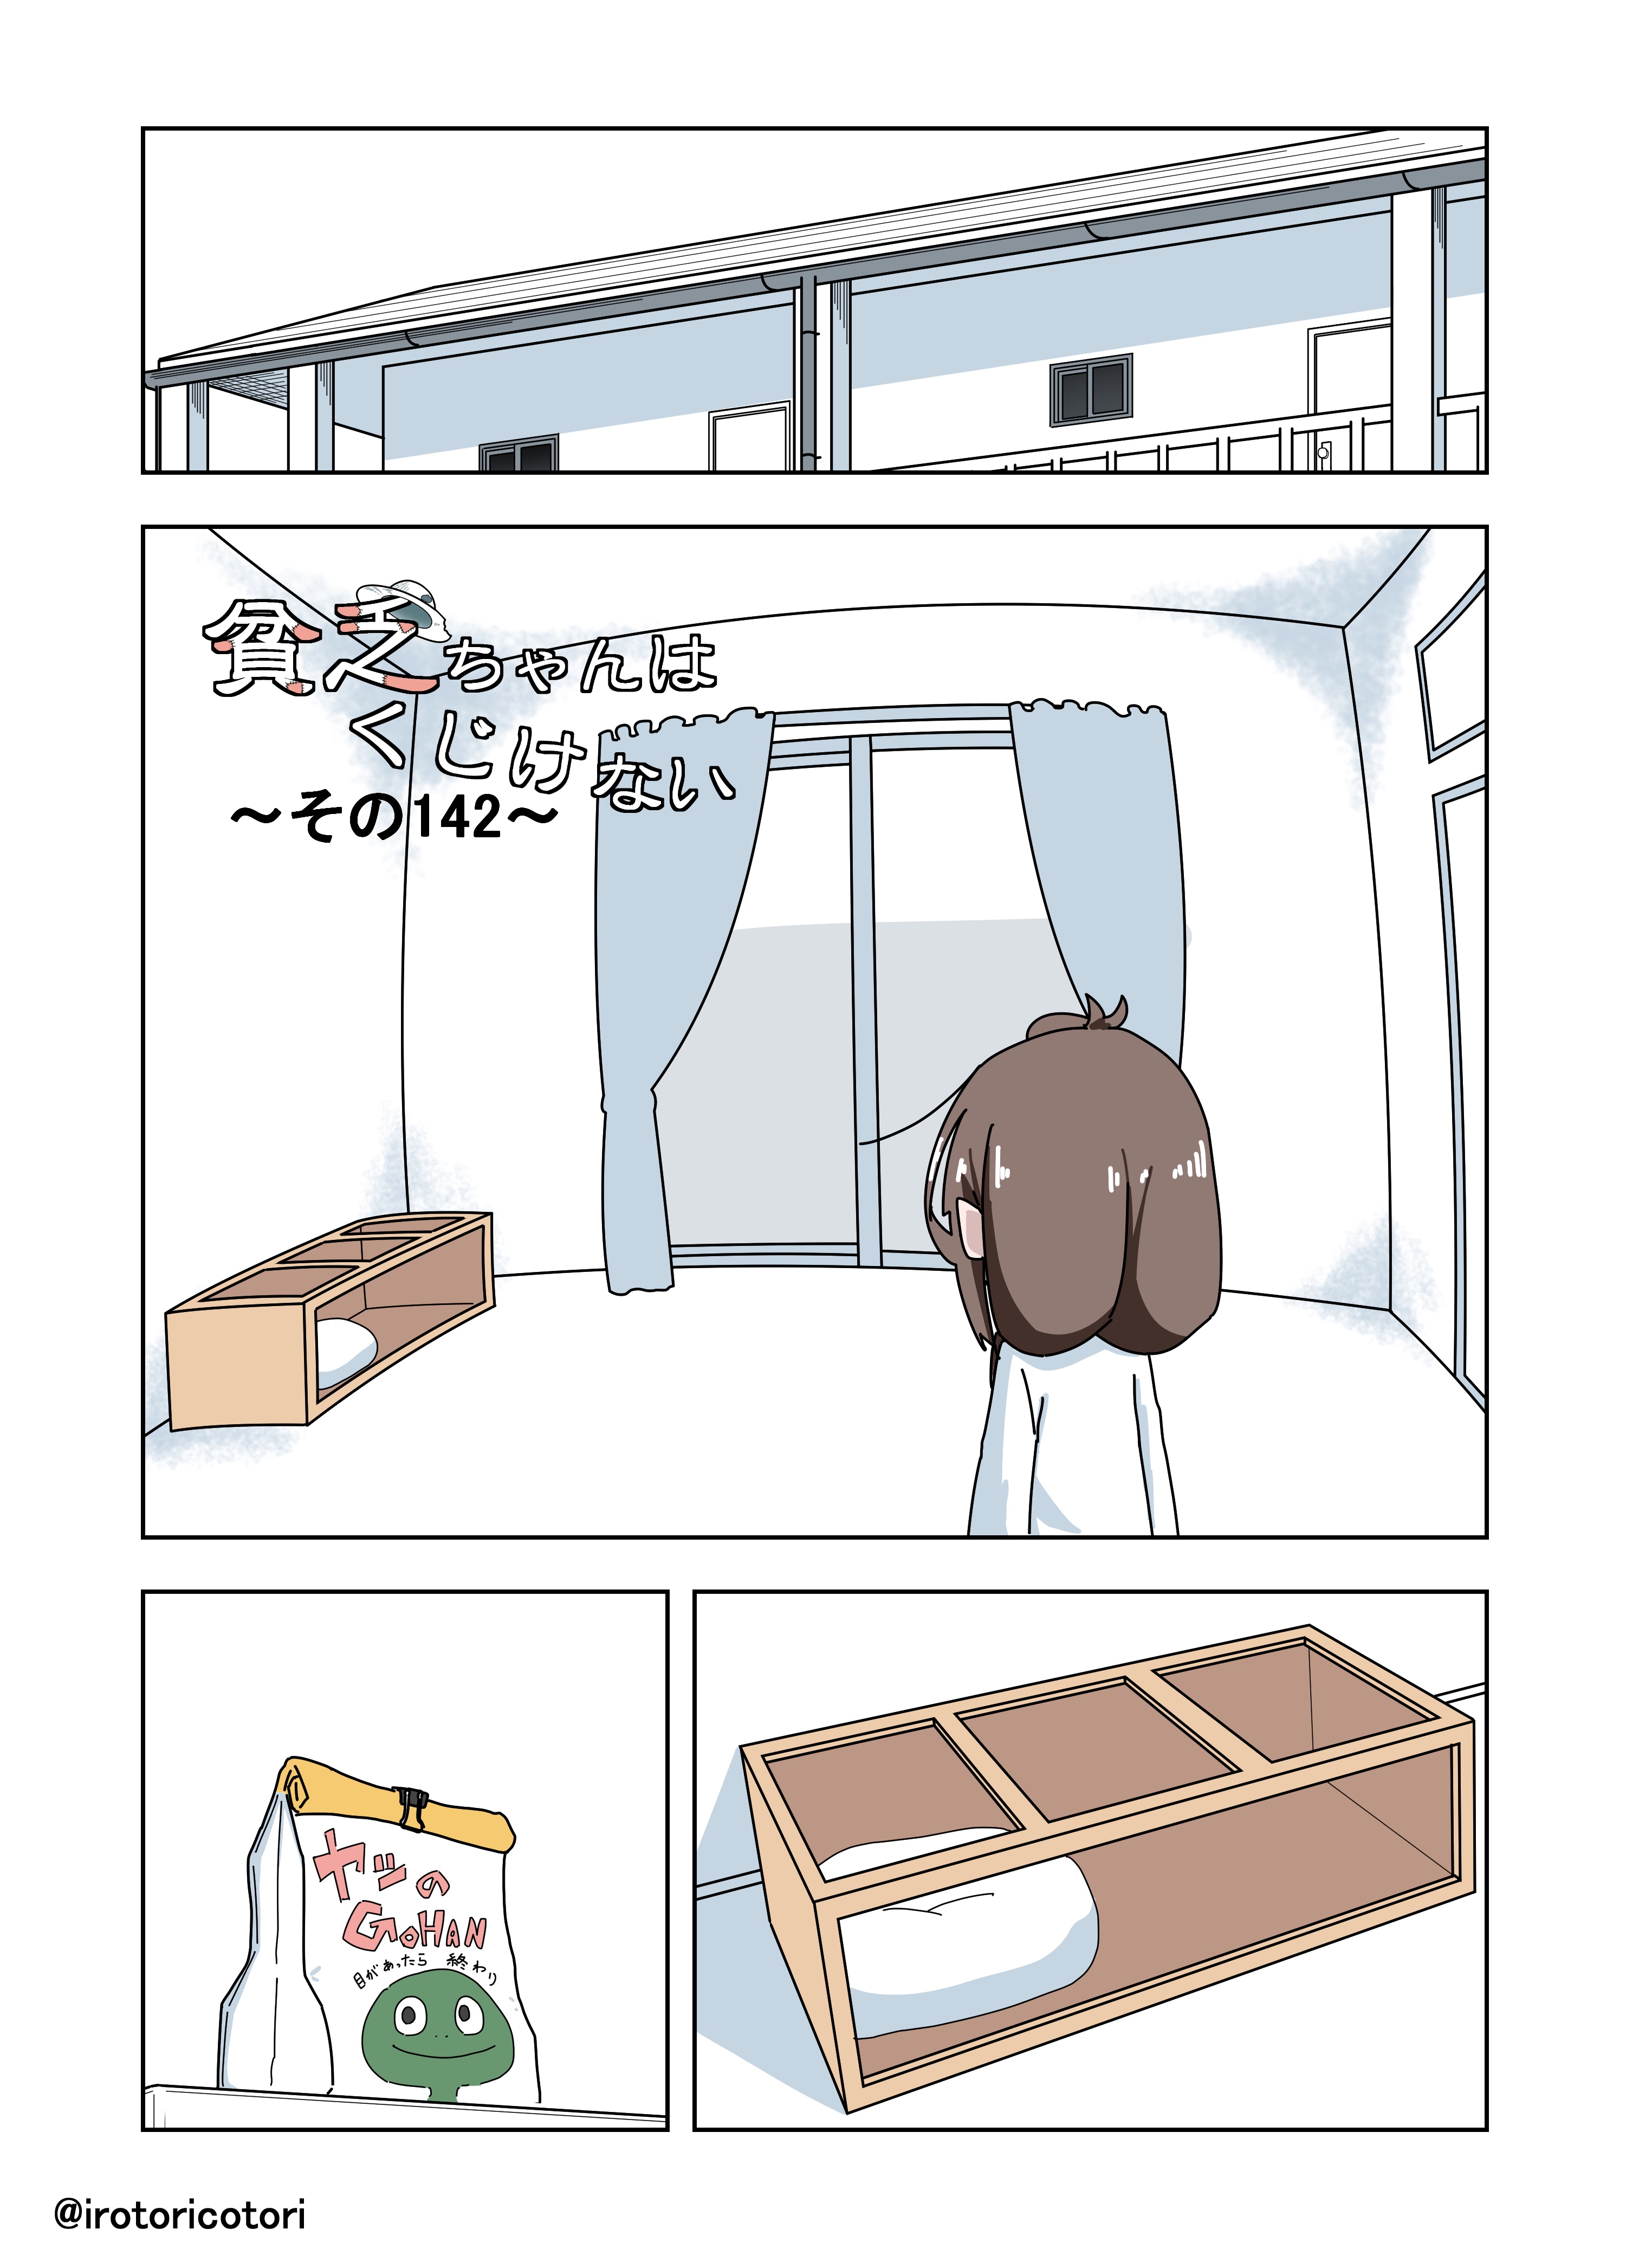 貧乏ちゃんは
くじけない
～その142～
ヤツの
GOHAN
目があったら 終わり
@irotoricotori